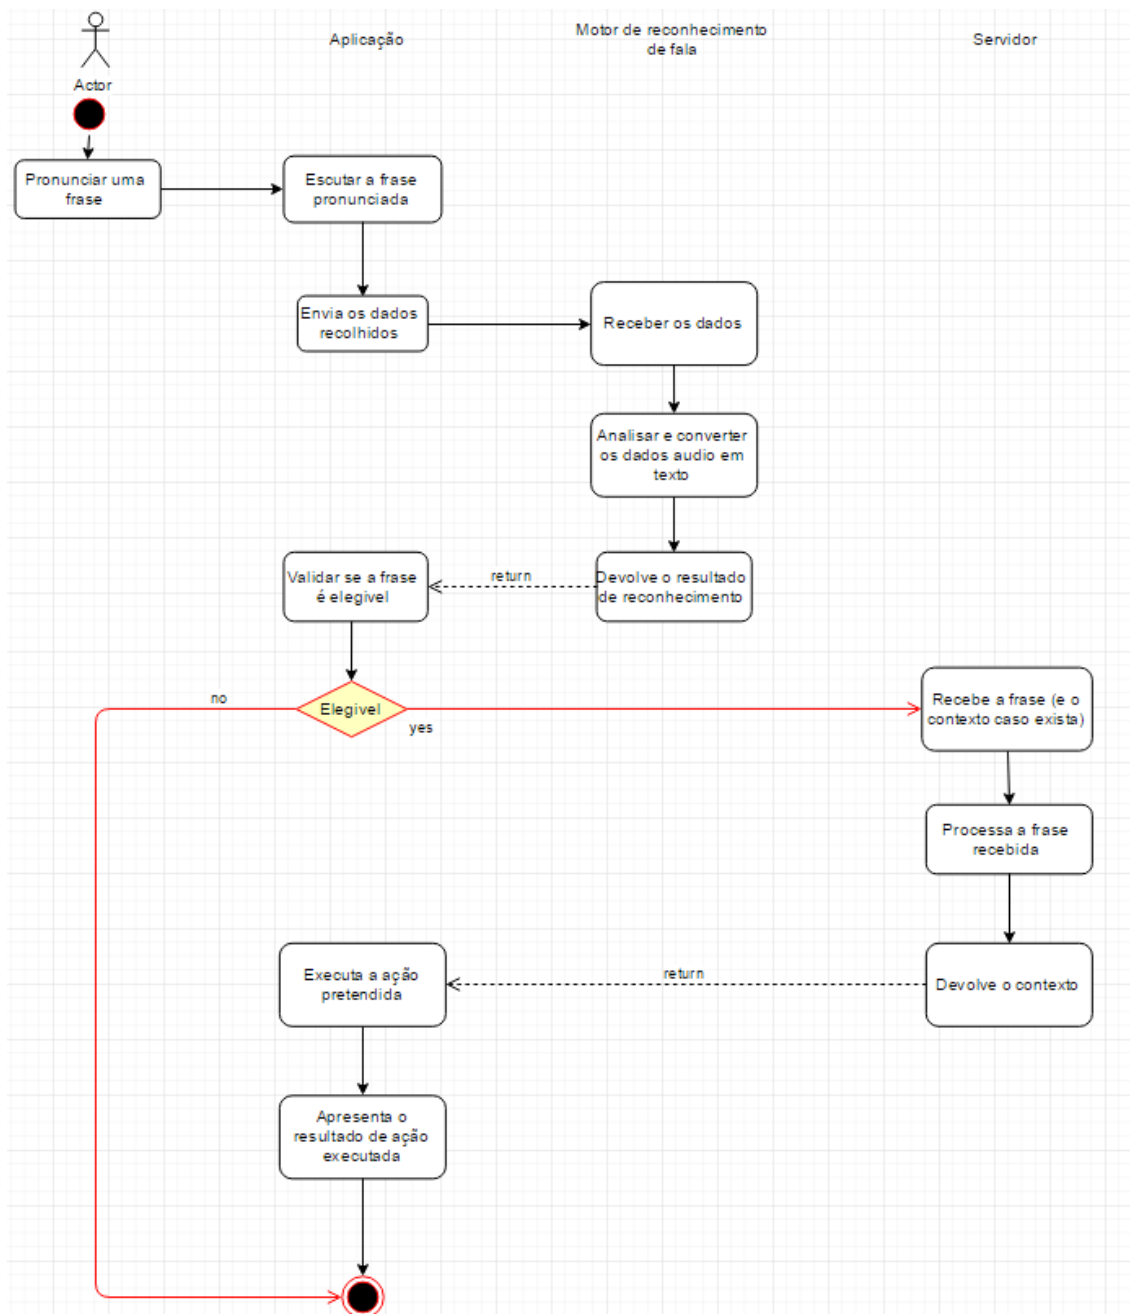 Aplicação
Motor de reconhecimento
de fala
Servidor
Actor
Pronunciar uma
frase
Escutar a frase
pronunciada
Envia os dados
recolhidos
Receber os dados
Analisar e converter
os dados audio em
texto
Validar se a frase
é elegivel
return
Devolve o resultado
de reconhecimento
no
Elegivel
yes
Recebe a frase (e o
contexto caso exista)
Processa a frase
recebida
Executa a ação
pretendida
return
Devolve o contexto
Apresenta o
resultado de ação
executada